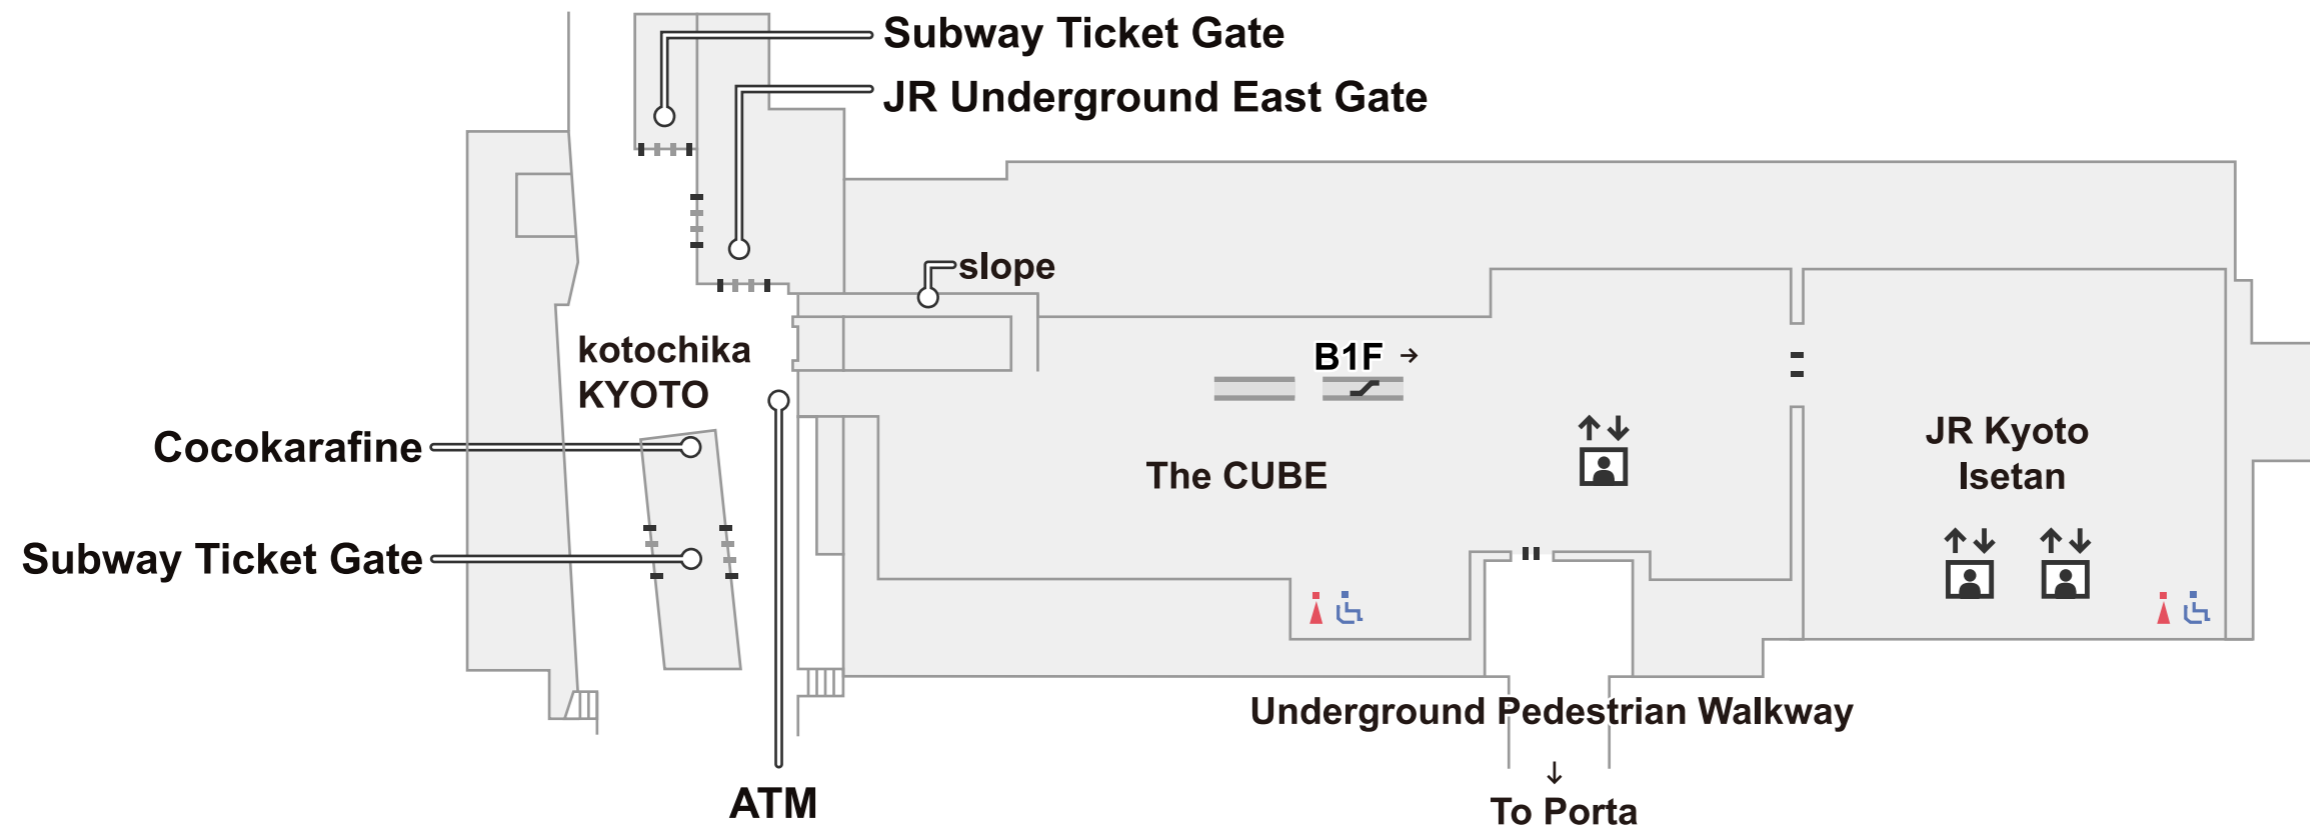 Subway Ticket Gate
JR Underground East Gate
slope
kotochika
KYOTO
B1F →
Cocokarafine
The CUBE
JR Kyoto
Isetan
Subway Ticket Gate
Underground Pedestrian Walkway
ATM
↓
To Porta